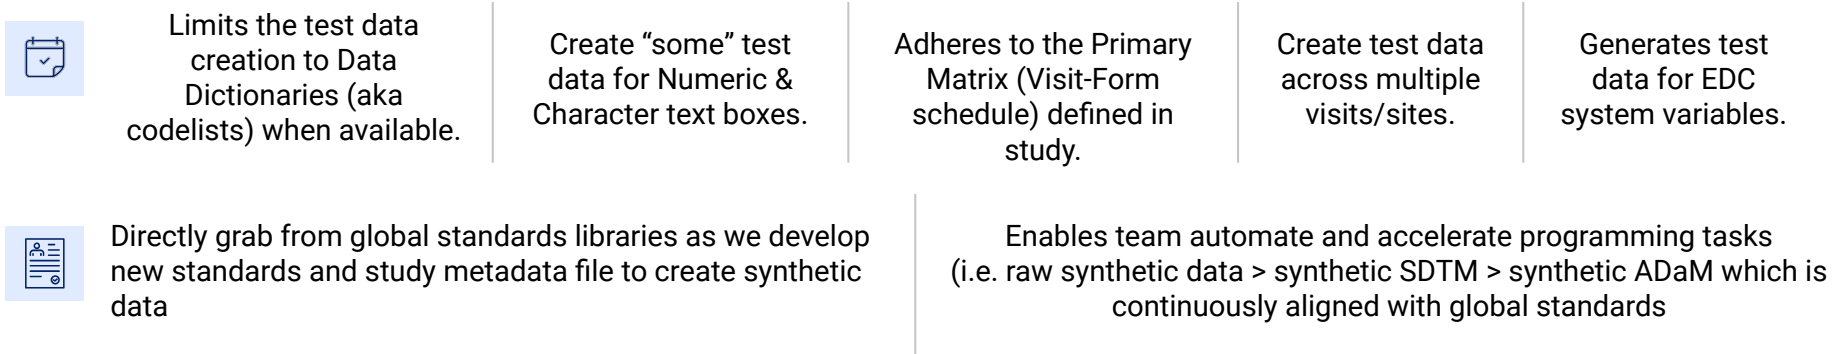 Limits the test data
creation to Data
Dictionaries (aka
codelists) when available.
Create “some” test
data for Numeric &
Character text boxes.
Adheres to the Primary
Matrix (Visit-Form
schedule) defined in
study.
Create test data
across multiple
visits/sites.
Generates test
data for EDC
system variables.
Directly grab from global standards libraries as we develop
new standards and study metadata file to create synthetic
data
Enables team automate and accelerate programming tasks
(i.e. raw synthetic data > synthetic SDTM > synthetic ADaM which is
continuously aligned with global standards